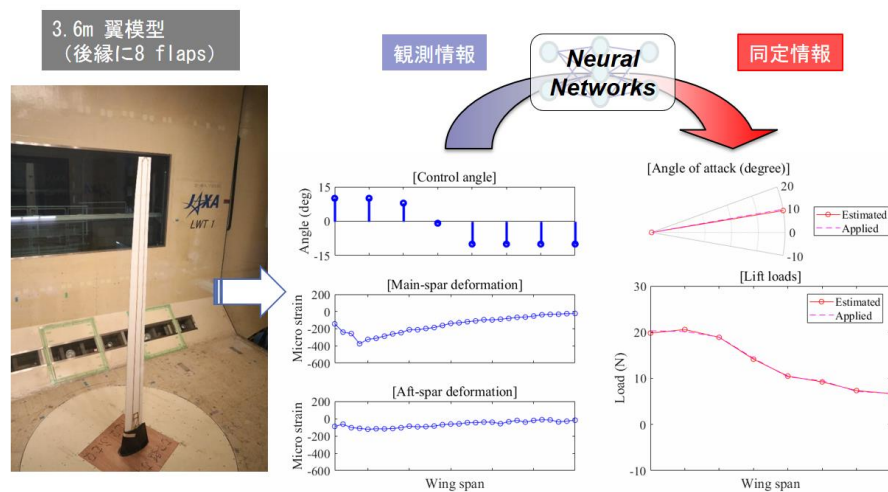 3.6m 翼模型
(後縁に8 flaps)
観測情報
Neural
Networks
同定情報
JAXA
LWT 1
[Control angle]
Angle (deg)
15
0
-15
[Main-spar deformation]
Micro strain
200
0
-200
-400
-600
[Aft-spar deformation]
Micro strain
200
0
-200
-400
-600
Wing span
[Angle of attack (degree)]
20
10
0
-10
Estimated
Applied
[Lift loads]
Load (N)
30
20
10
0
-10
Estimated
Applied
Wing span